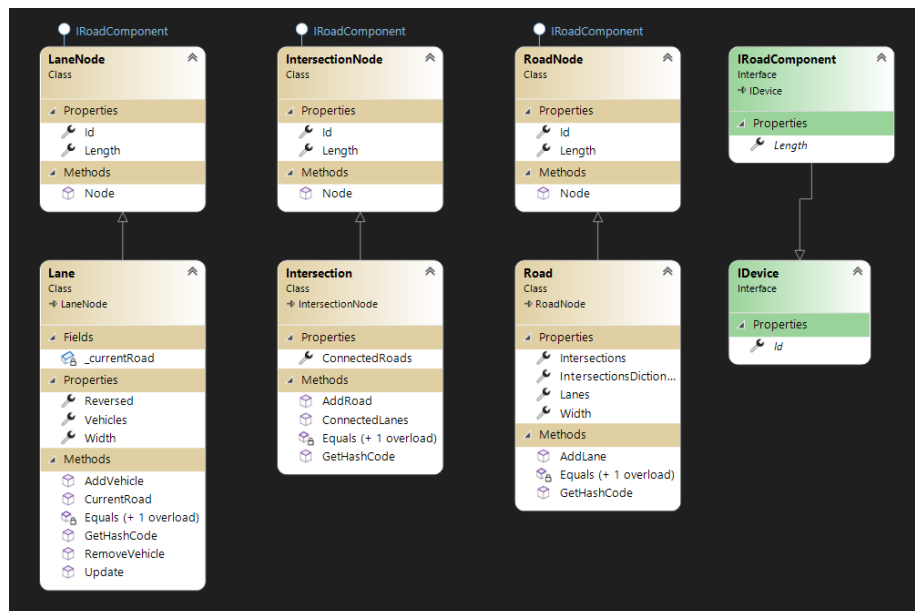 IRoadComponent
LaneNode
Class
Properties
Id
Length
Methods
Node
Lane
Class
LaneNode
Fields
_currentRoad
Properties
Reversed
Vehicles
Width
Methods
AddVehicle
CurrentRoad
Equals (+ 1 overload)
GetHashCode
RemoveVehicle
Update
IRoadComponent
IntersectionNode
Class
Properties
Id
Length
Methods
Node
Intersection
Class
IntersectionNode
Properties
ConnectedRoads
Methods
AddRoad
ConnectedLanes
Equals (+ 1 overload)
GetHashCode
IRoadComponent
RoadNode
Class
Properties
Id
Length
Methods
Node
Road
Class
RoadNode
Properties
Intersections
IntersectionsDiction...
Lanes
Width
Methods
AddLane
Equals (+ 1 overload)
GetHashCode
IRoadComponent
Interface
IDevice
Properties
Length
IDevice
Interface
Properties
Id